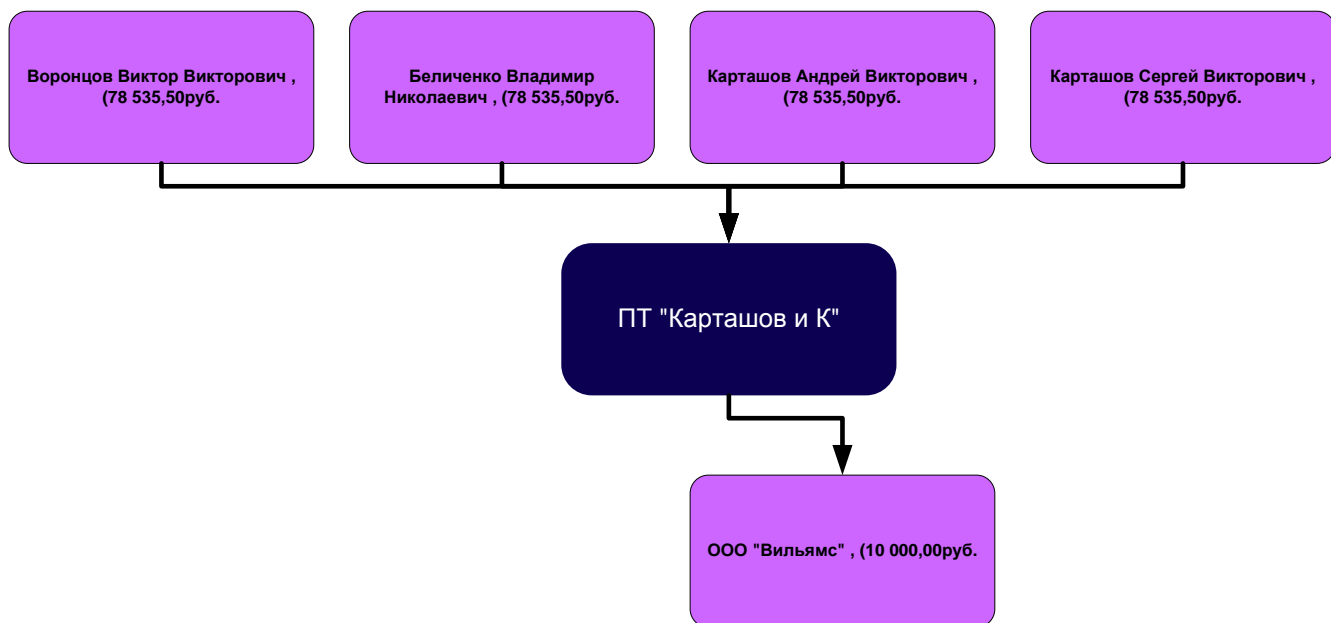 Воронцов Виктор Викторович ,
(78 535,50руб.
Беличенко Владимир
Николаевич , (78 535,50руб.
Карташов Андрей Викторович ,
(78 535,50руб.
Карташов Сергей Викторович ,
(78 535,50руб.
ПТ "Карташов и К"
ООО "Вильямс" , (10 000,00руб.